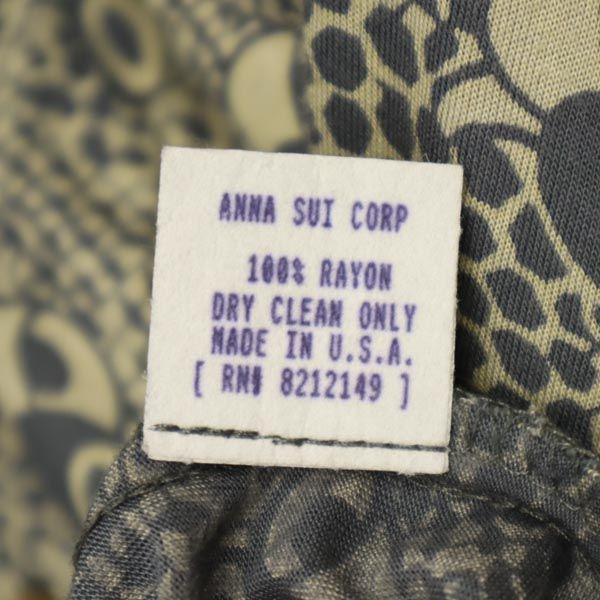 ANNA SUI CORP
100% RAYON
DRY CLEAN ONLY
MADE IN U.S.A.
[ RN# 8212149 ]